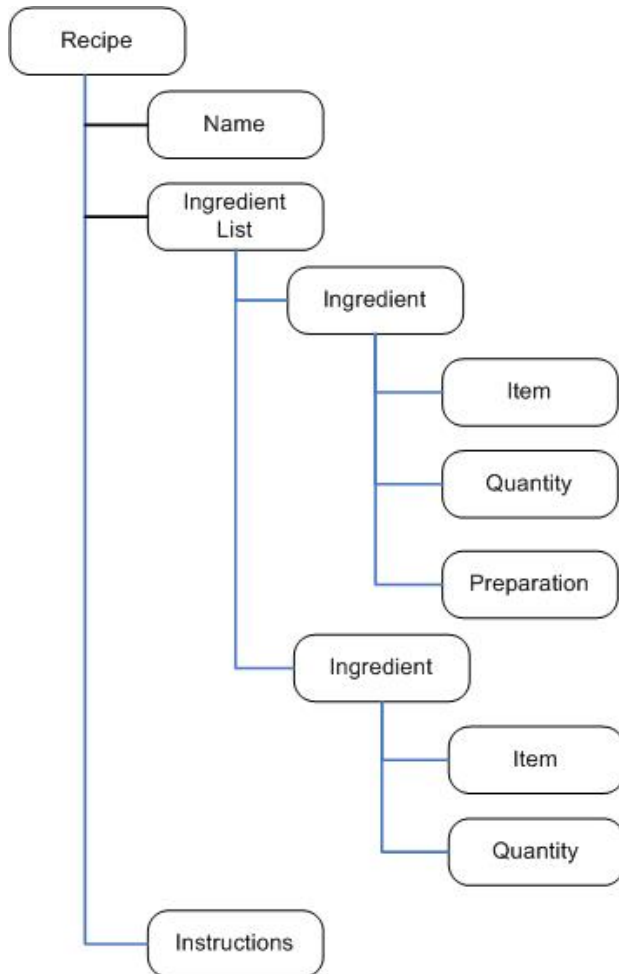 Recipe
Name
Ingredient
List
Ingredient
Item
Quantity
Preparation
Ingredient
Item
Quantity
Instructions